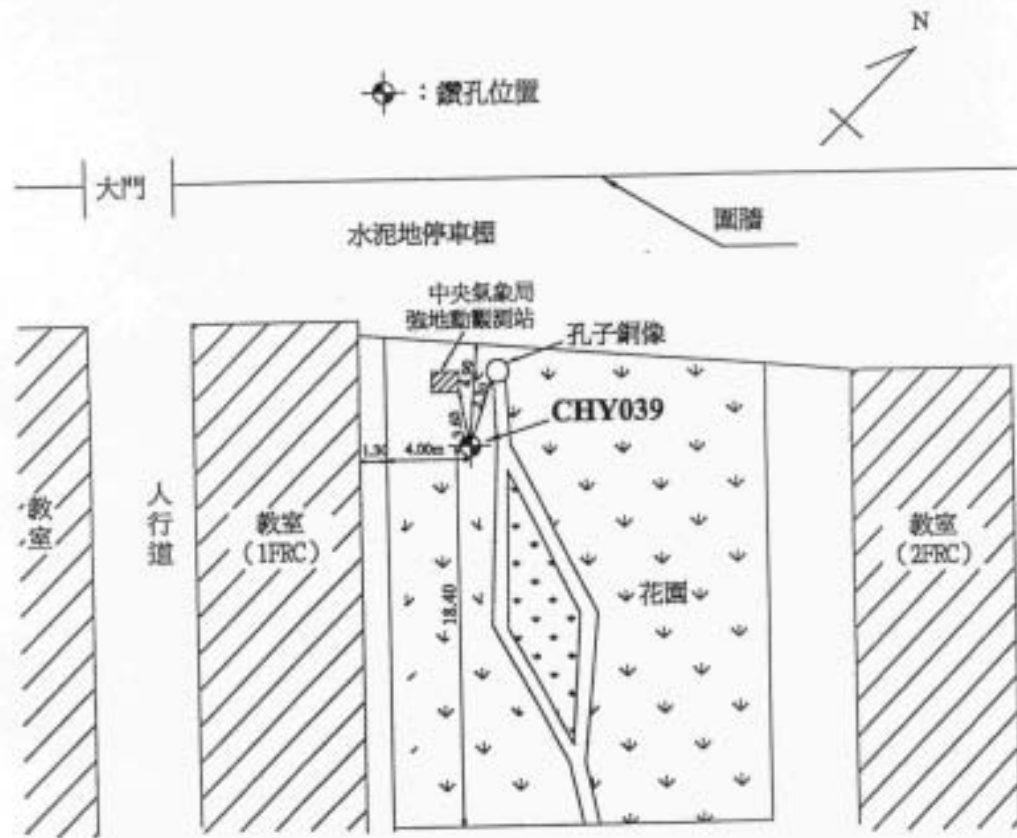 N
:鑽孔位置
大門
圍牆
水泥地停車棚
中央氣象局
強地動觀測站
孔子銅像
CHY039
3.60
1.30
4.00m
教室
人行道
教室
(1FRC)
18.40
花園
教室
(2FRC)